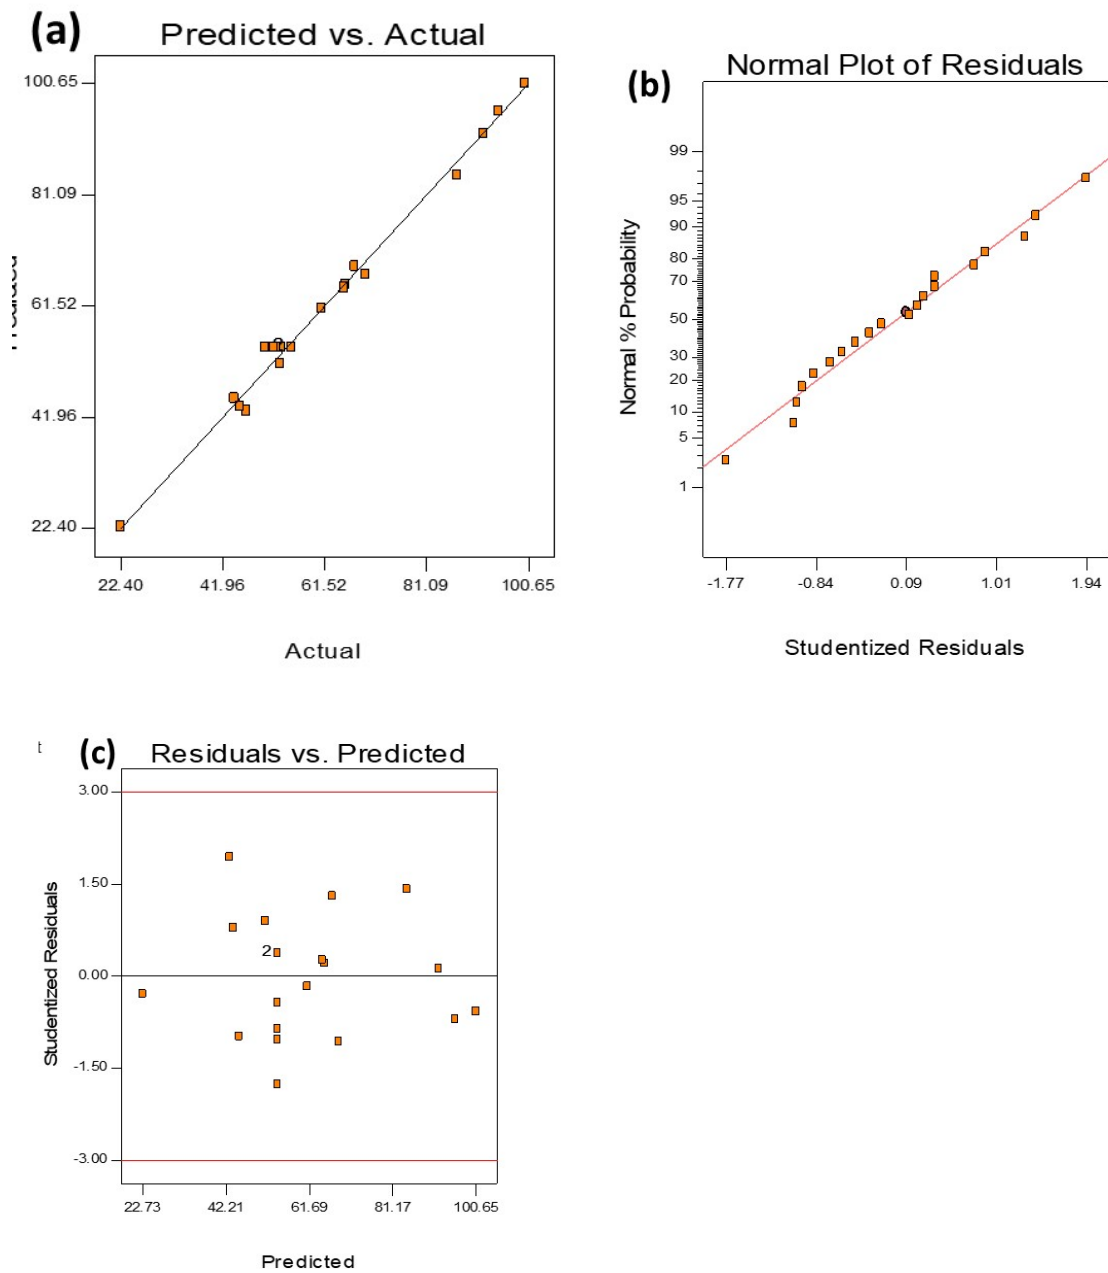 (a)
Predicted vs. Actual
100.65
81.09
61.52
41.96
22.40
22.40 41.96 61.52 81.09 100.65
Actual
(b)
Normal Plot of Residuals
Normal % Probability
99
95
90
80
70
50
30
20
10
5
1
-1.77 -0.84 0.09 1.01 1.94
Studentized Residuals
t
(c)
Residuals vs. Predicted
Studentized Residuals
3.00
1.50
0.00
-1.50
-3.00
2
22.73 42.21 61.69 81.17 100.65
Predicted